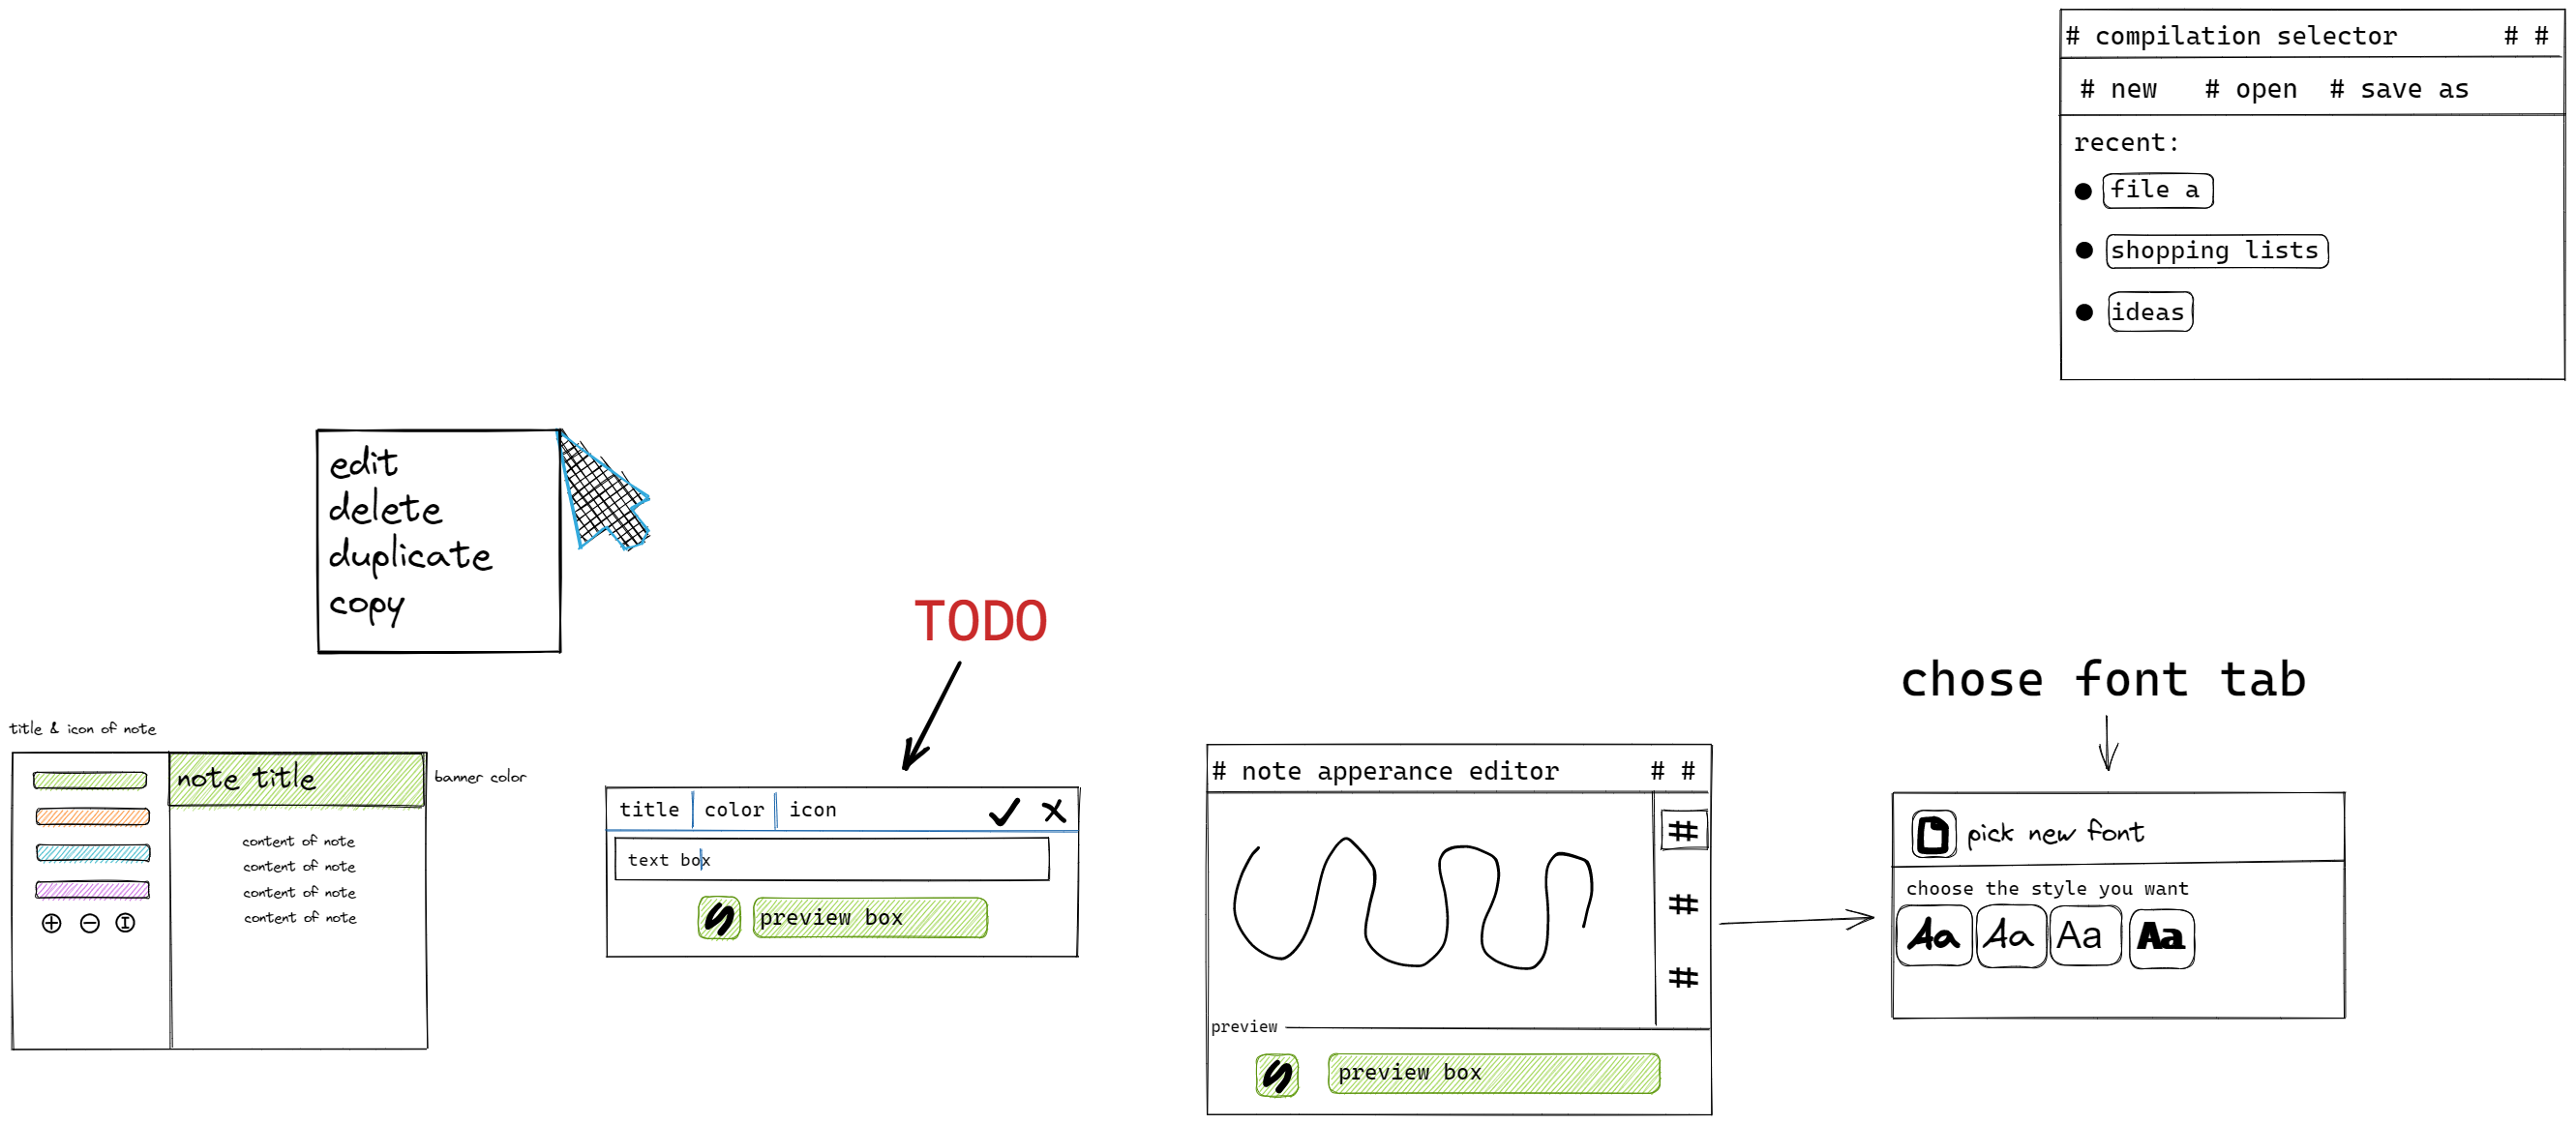 # compilation selector # #
# new # open # save as
recent:
file a
shopping lists
ideas
edit
delete
duplicate
copy
TODO
chose font tab
title & icon of note
note title
banner color
content of note
content of note
content of note
content of note
title color icon
text box
preview box
# note apperance editor # #
#
#
#
preview
preview box
pick new font
choose the style you want
Aa Aa Aa Aa